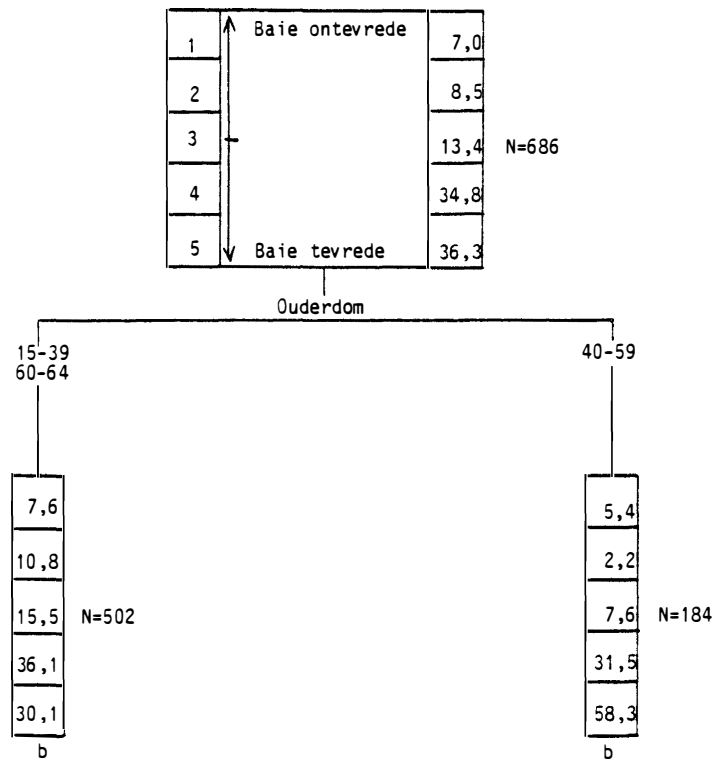 1 Baie ontevrede 7,0
2 8,5
3 13,4 N=686
4 34,8
5 Baie tevrede 36,3
Ouderdom
15-39
60-64
40-59
7,6
10,8
15,5 N=502
36,1
30,1
b
5,4
2,2
7,6 N=184
31,5
58,3
b